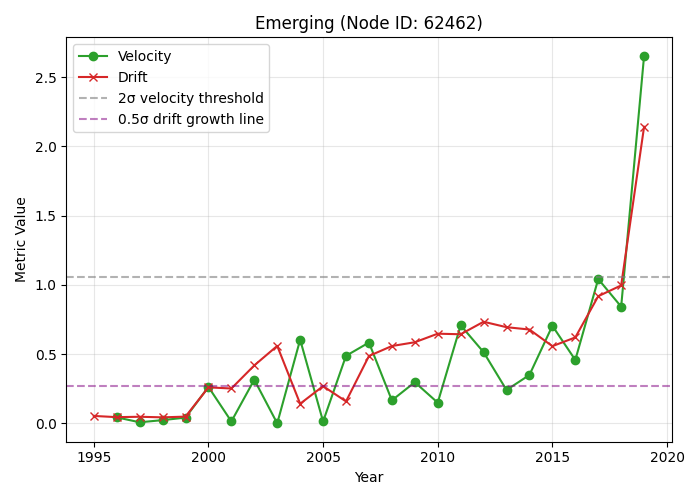 Emerging (Node ID: 62462)
Velocity
Drift
2σ velocity threshold
0.5σ drift growth line
Metric Value
2.5
2.0
1.5
1.0
0.5
0.0
1995 2000 2005 2010 2015 2020
Year